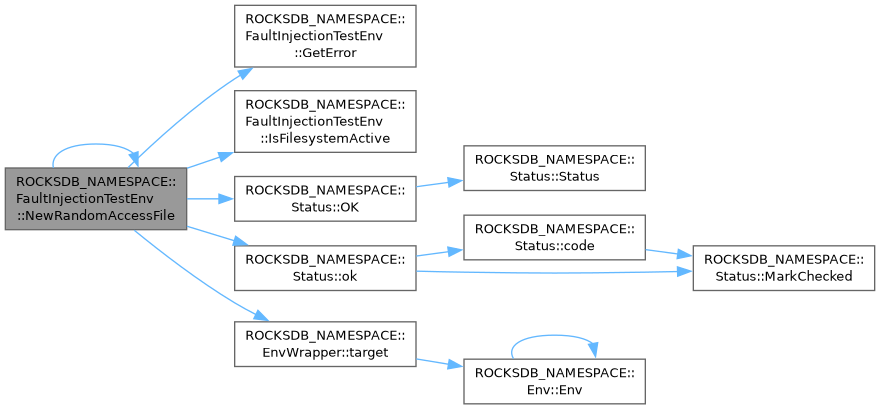 ROCKSDB_NAMESPACE::
FaultInjectionTestEnv
::NewRandomAccessFile
ROCKSDB_NAMESPACE::
FaultInjectionTestEnv
::GetError
ROCKSDB_NAMESPACE::
FaultInjectionTestEnv
::IsFilesystemActive
ROCKSDB_NAMESPACE::
Status::OK
ROCKSDB_NAMESPACE::
Status::Status
ROCKSDB_NAMESPACE::
Status::ok
ROCKSDB_NAMESPACE::
Status::code
ROCKSDB_NAMESPACE::
Status::MarkChecked
ROCKSDB_NAMESPACE::
EnvWrapper::target
ROCKSDB_NAMESPACE::
Env::Env